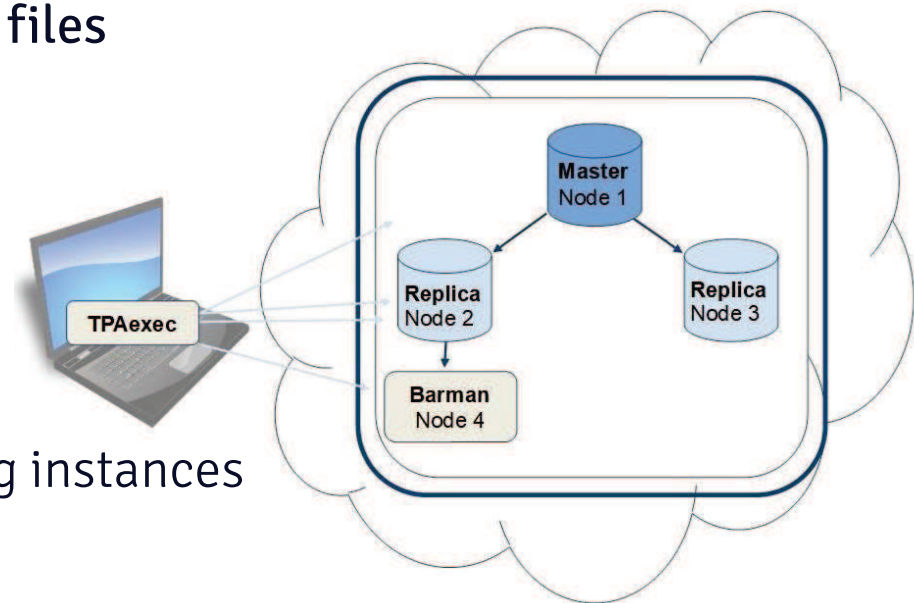 files
Master
Node 1
Replica
Node 2
Replica
Node 3
TPAexec
Barman
Node 4
g instances